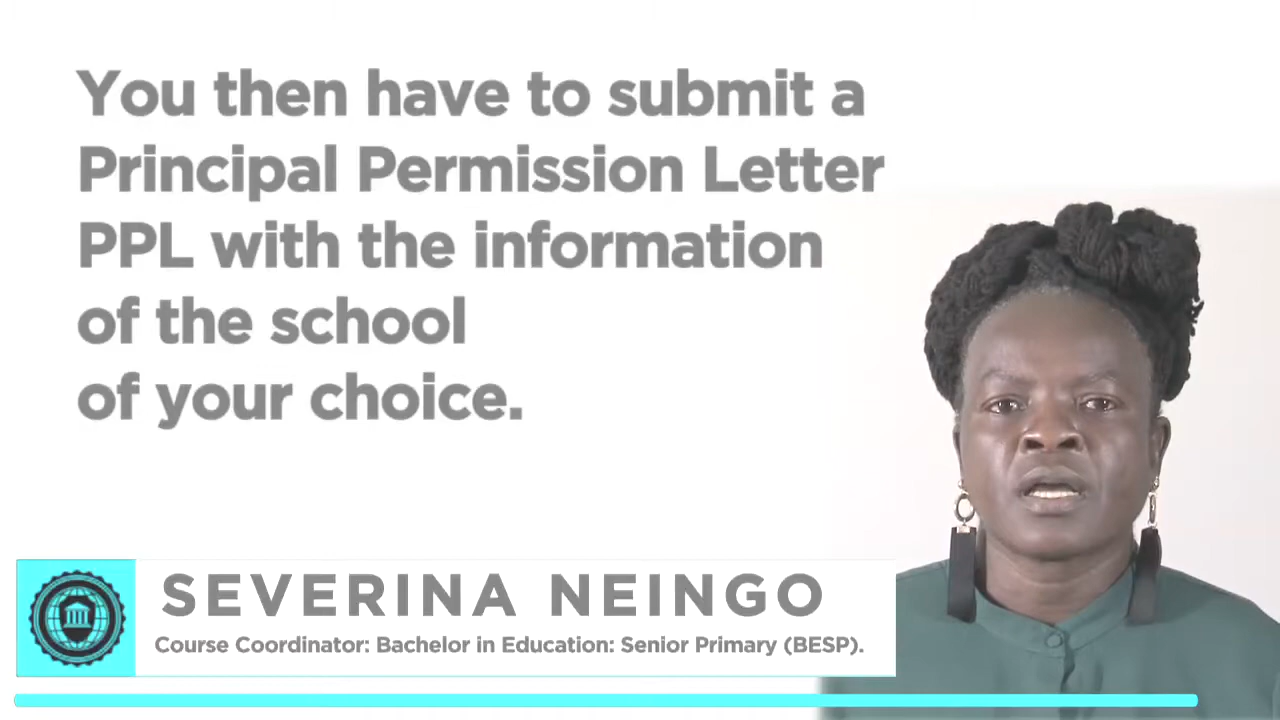 You then have to submit a
Principal Permission Letter
PPL with the information
of the school
of your choice.
SEVERINA NEINGO
Course Coordinator: Bachelor in Education: Senior Primary (BESP).